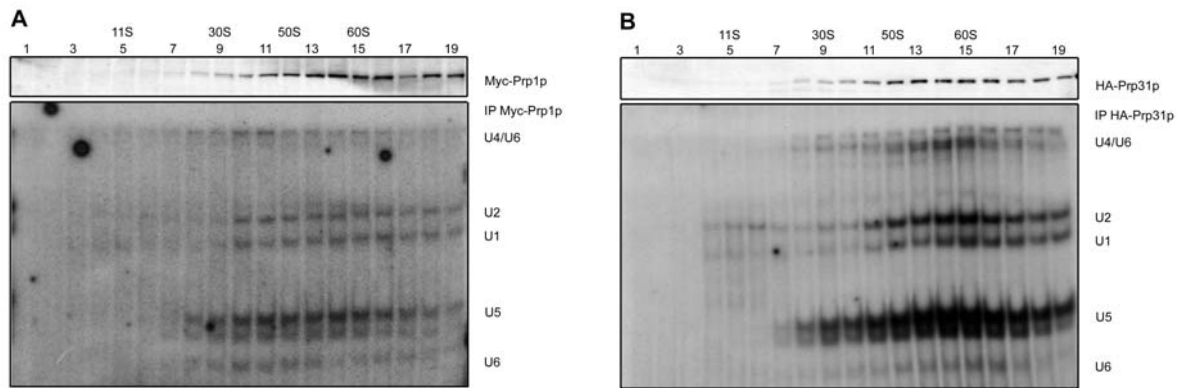 A
11S 30S 50S 60S
1 3 5 7 9 11 13 15 17 19
Myc-Prp1p
IP Myc-Prp1p
U4/U6
U2
U1
U5
U6
B
11S 30S 50S 60S
1 3 5 7 9 11 13 15 17 19
HA-Prp31p
IP HA-Prp31p
U4/U6
U2
U1
U5
U6